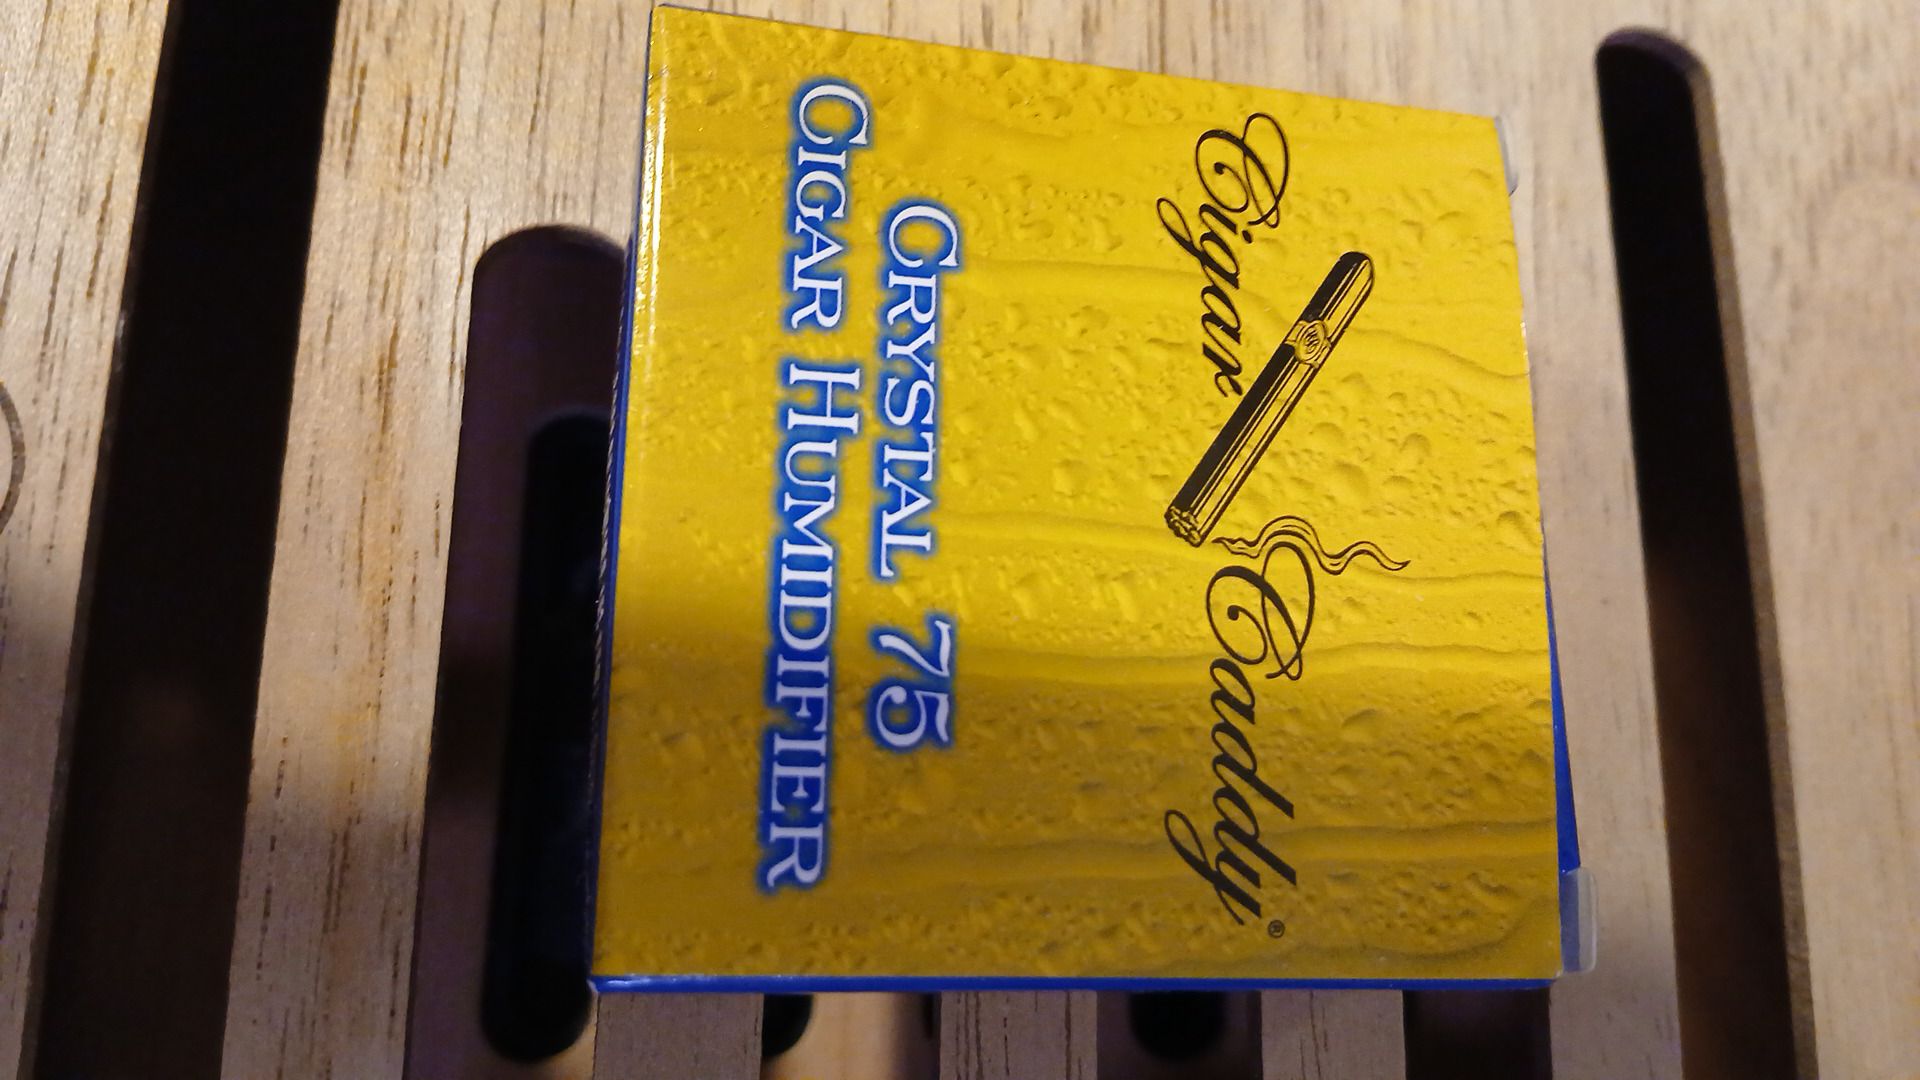 Cigar Caddy®
CRYSTAL 75
CIGAR HUMIDIFIER